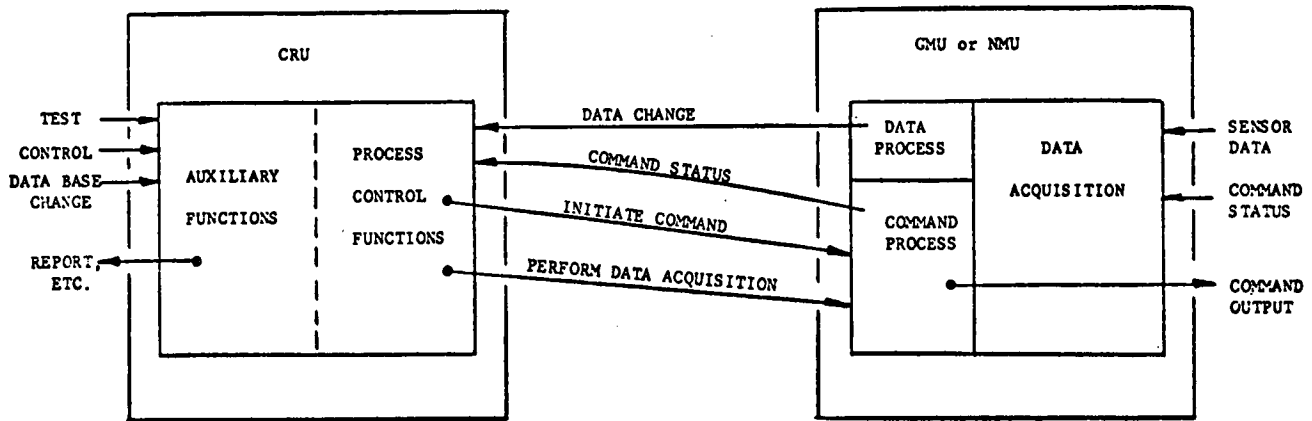 CRU
TEST
CONTROL
DATA BASE
CHANGE
REPORT,
ETC.
AUXILIARY
FUNCTIONS
PROCESS
CONTROL
FUNCTIONS
DATA CHANGE
COMMAND STATUS
INITIATE COMMAND
PERFORM DATA ACQUISITION
GMU or NMU
DATA
PROCESS
COMMAND
PROCESS
DATA
ACQUISITION
SENSOR
DATA
COMMAND
STATUS
COMMAND
OUTPUT